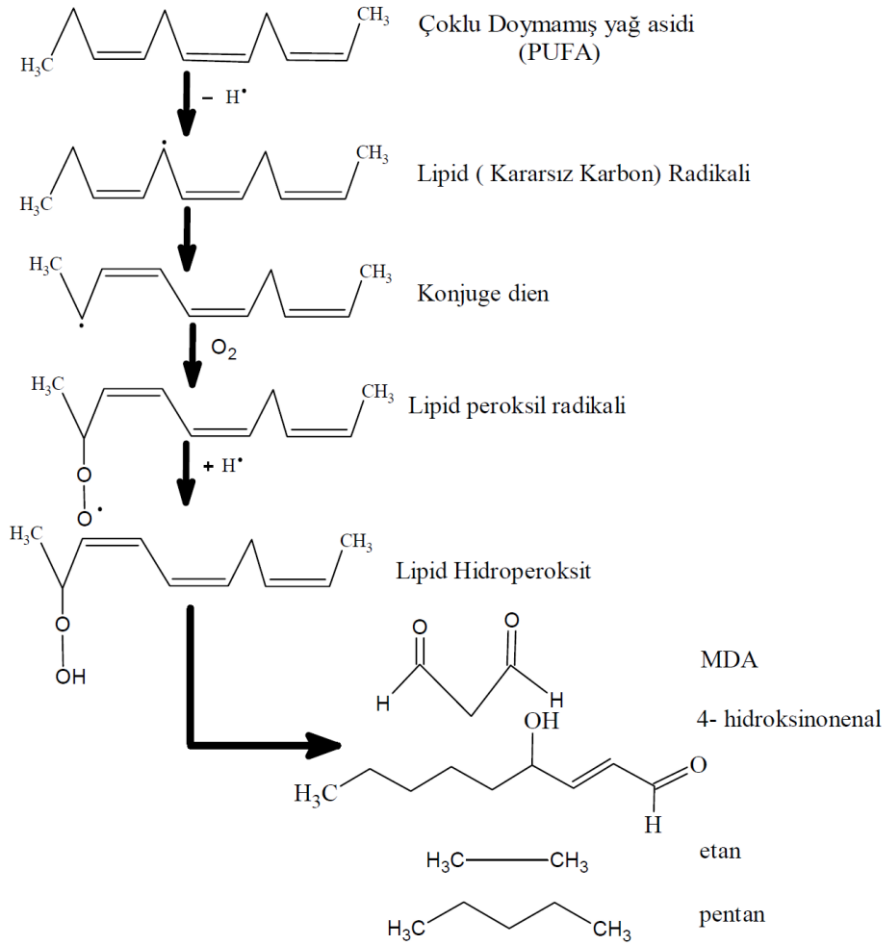 CH3
H3C
Çoklu Doymamış yağ asidi
(PUFA)
– H•
CH3
H3C
Lipid ( Kararsız Karbon) Radikali
H3C
CH3
Konjuge dien
O2
H3C
CH3
Lipid peroksil radikali
+ H•
O
O•
H3C
CH3
Lipid Hidroperoksit
O
OH
O
O
H
H
MDA
OH
4- hidroksinonenal
H3C
O
H
H3C
CH3
etan
H3C
CH3
pentan